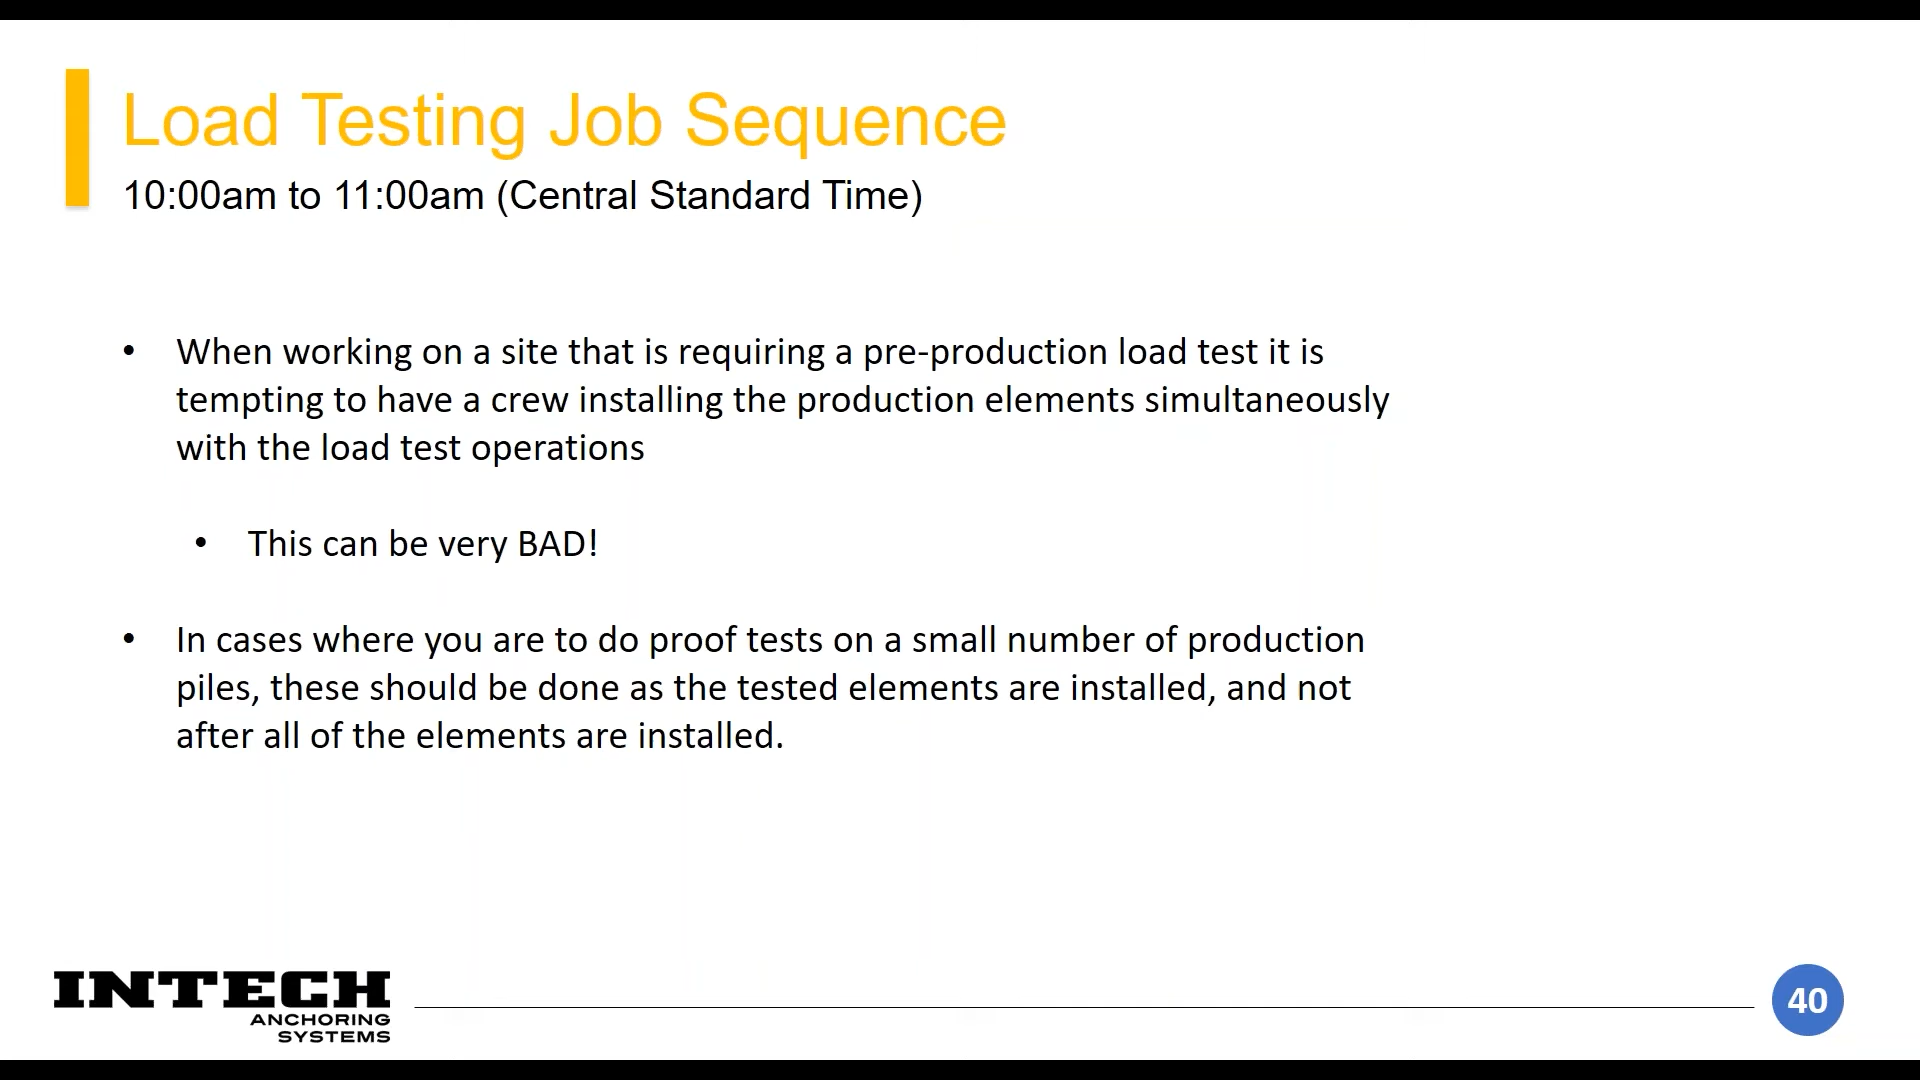 Load Testing Job Sequence
10:00am to 11:00am (Central Standard Time)
• When working on a site that is requiring a pre-production load test it is
tempting to have a crew installing the production elements simultaneously
with the load test operations
• This can be very BAD!
• In cases where you are to do proof tests on a small number of production
piles, these should be done as the tested elements are installed, and not
after all of the elements are installed.
INTECH
ANCHORING
SYSTEMS
40